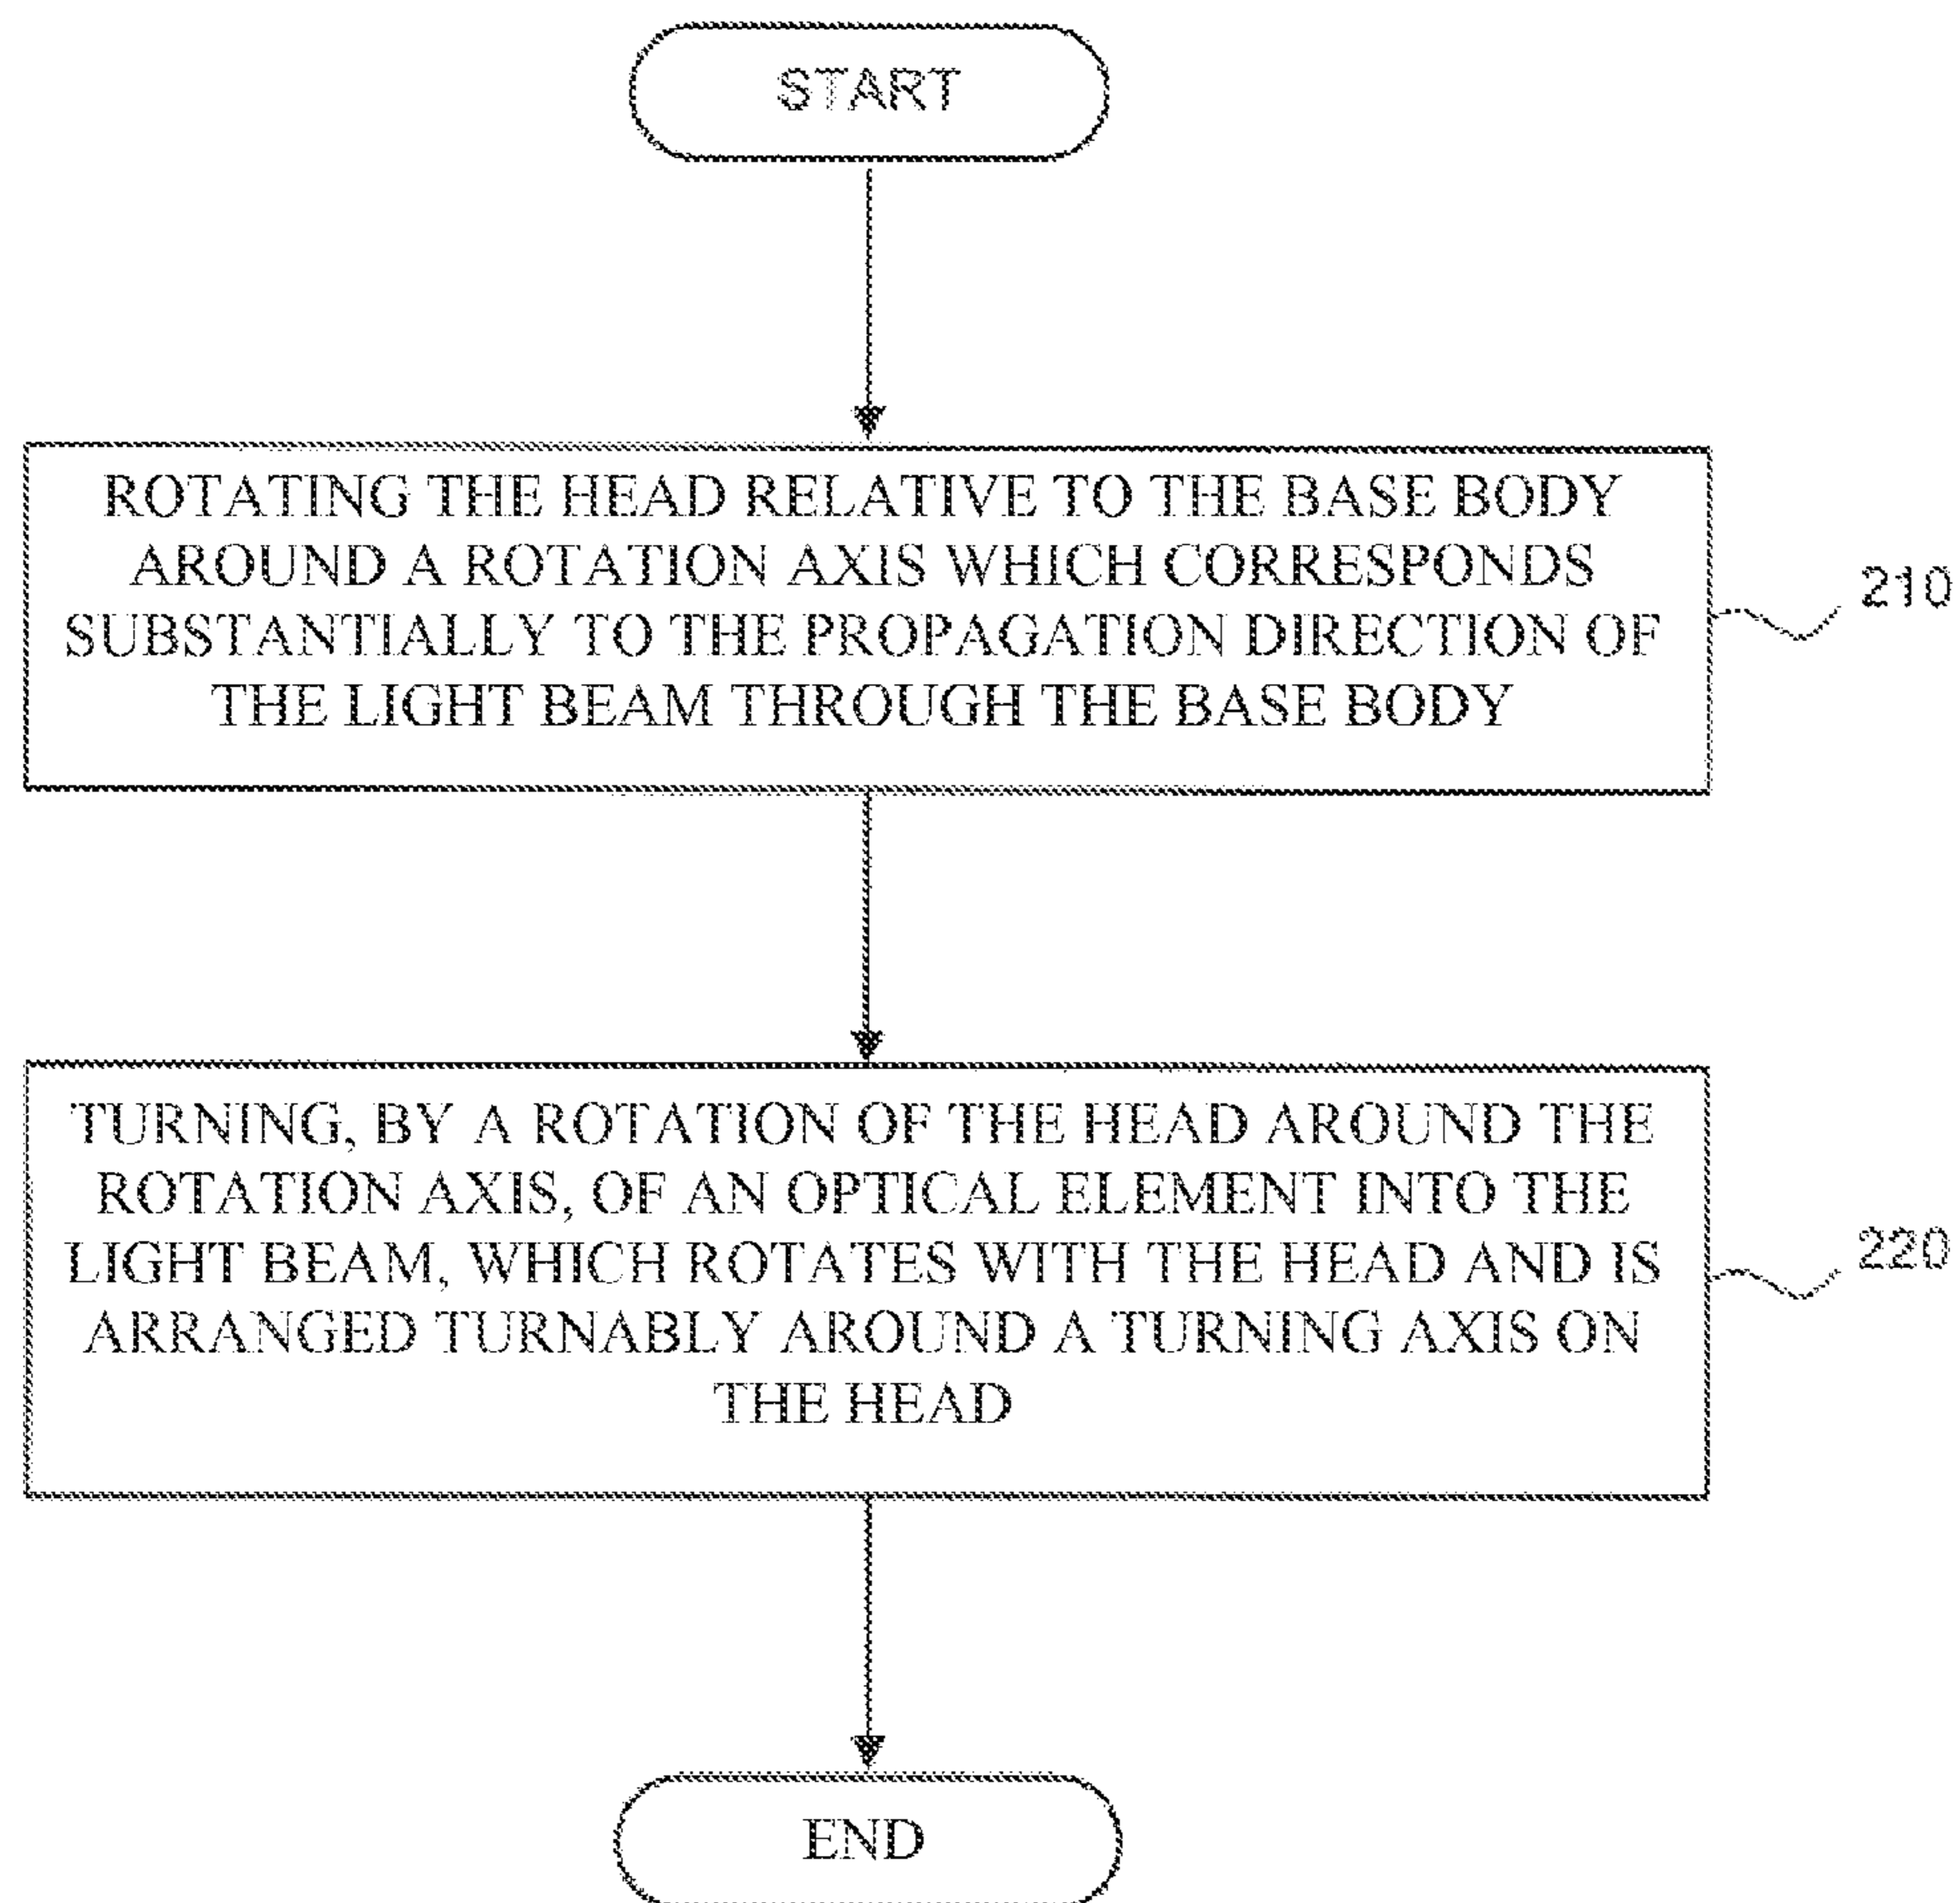 START
ROTATING THE HEAD RELATIVE TO THE BASE BODY
AROUND A ROTATION AXIS WHICH CORRESPONDS
SUBSTANTIALLY TO THE PROPAGATION DIRECTION OF
THE LIGHT BEAM THROUGH THE BASE BODY
210
TURNING, BY A ROTATION OF THE HEAD AROUND THE
ROTATION AXIS, OF AN OPTICAL ELEMENT INTO THE
LIGHT BEAM, WHICH ROTATES WITH THE HEAD AND IS
ARRANGED TURNABLY AROUND A TURNING AXIS ON
THE HEAD
220
END